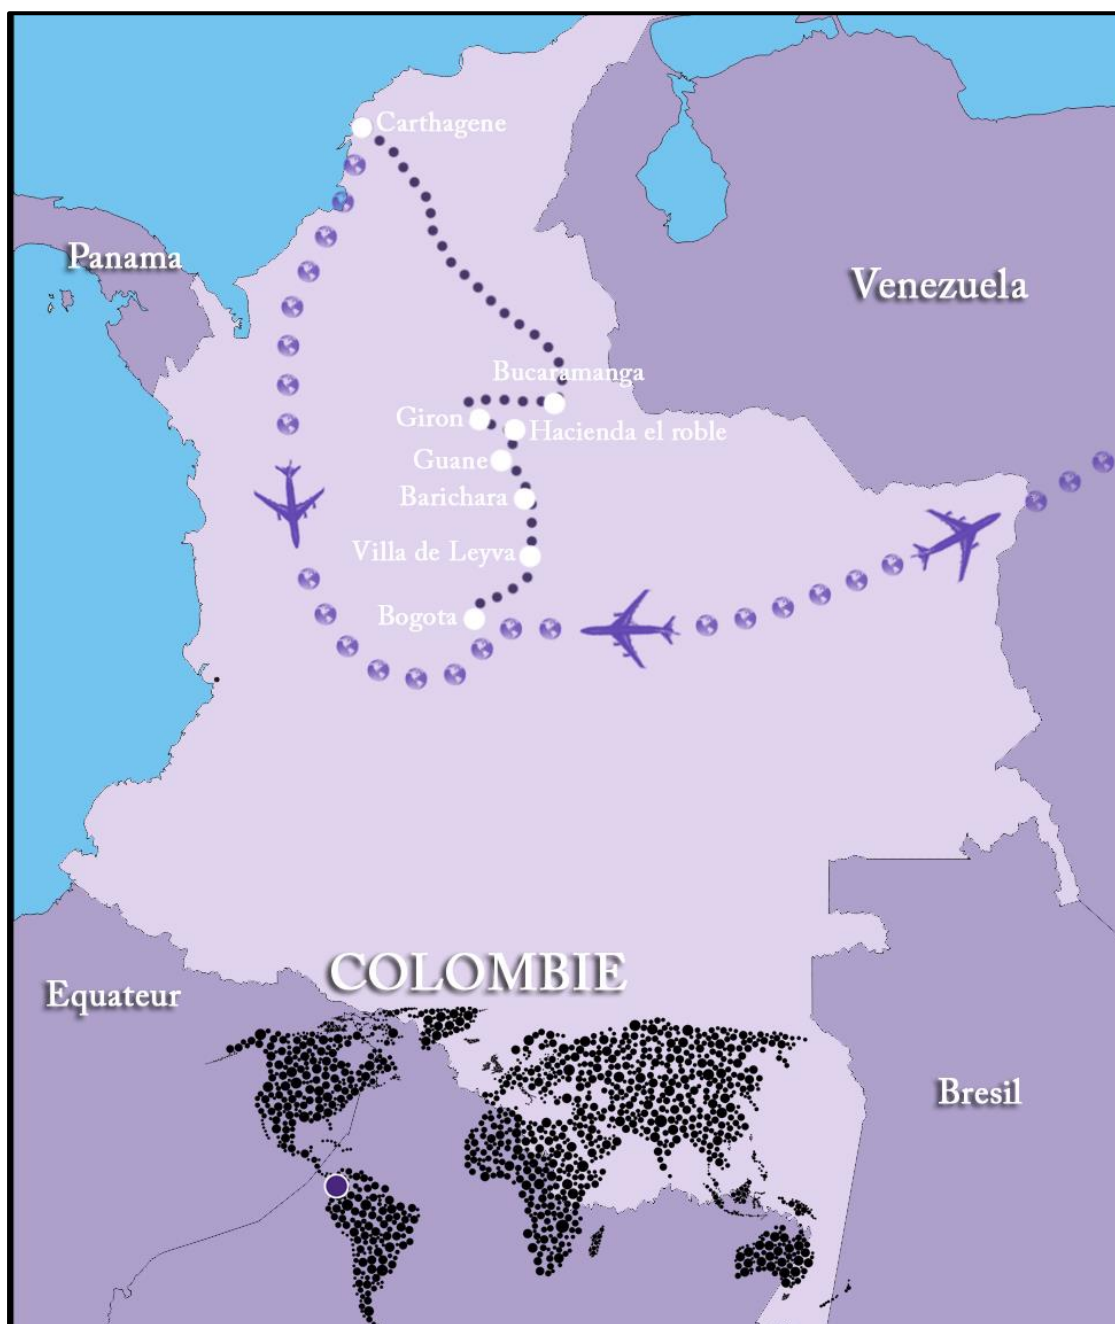 Carthagene
Panama
Venezuela
Bucaramanga
Giron
Hacienda el roble
Guane
Barichara
Villa de Leyva
Bogota
COLOMBIE
Equateur
Bresil